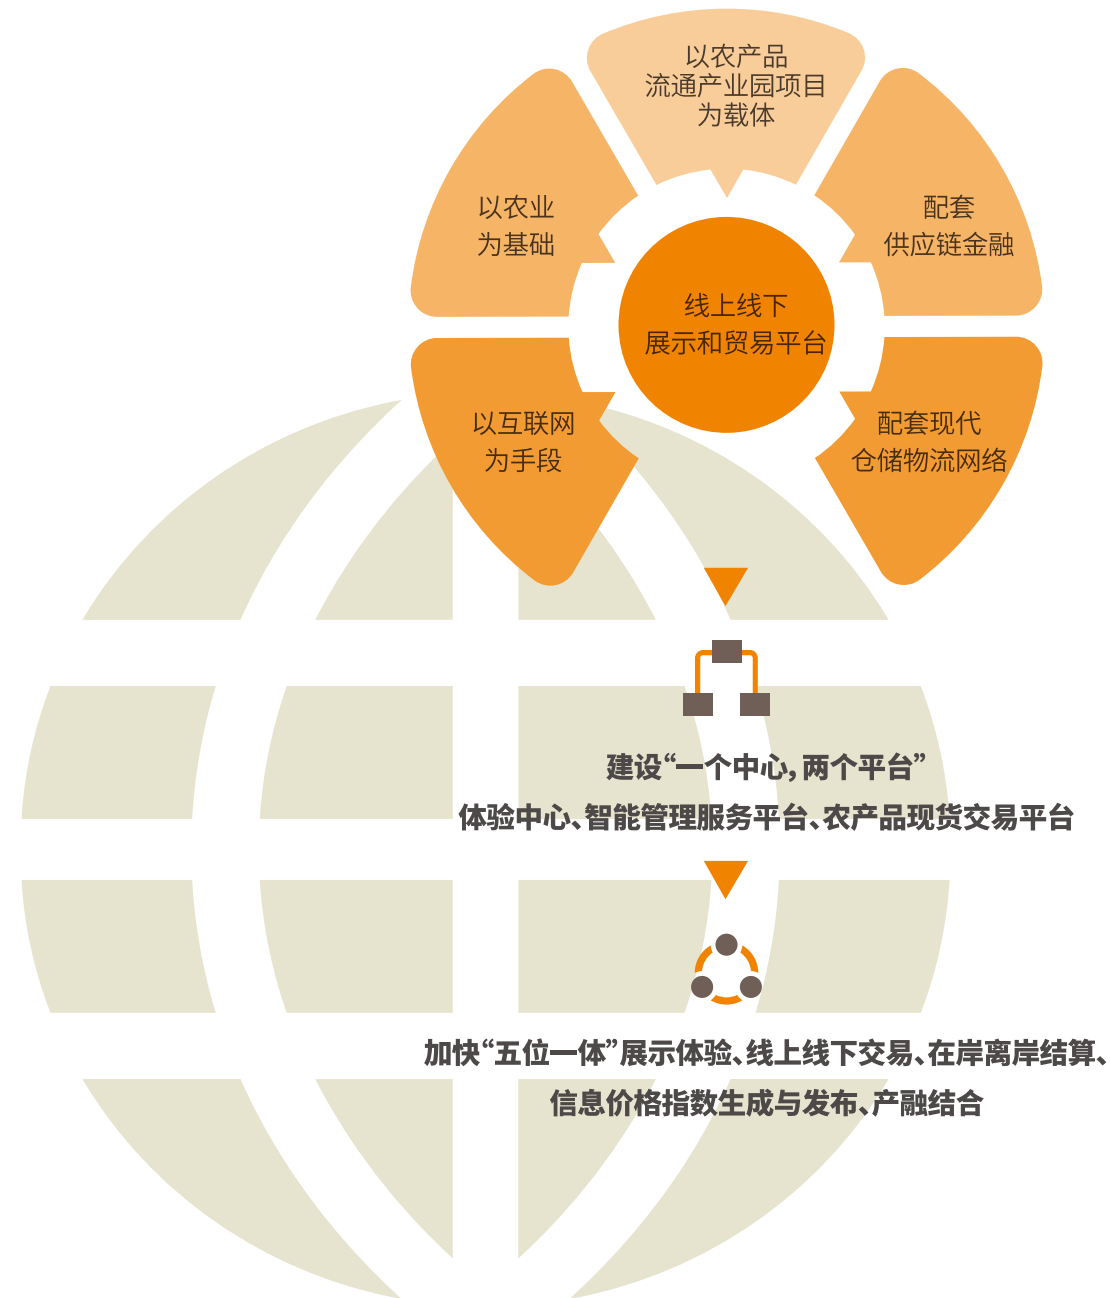 以农产品
流通产业园项目
为载体
以农业
为基础
配套
供应链金融
线上线下
展示和贸易平台
以互联网
为手段
配套现代
仓储物流网络
建设“一个中心，两个平台”
体验中心、智能管理服务平台、农产品现货交易平台
加快“五位一体”展示体验、线上线下交易、在岸离岸结算、
信息价格指数生成与发布、产融结合